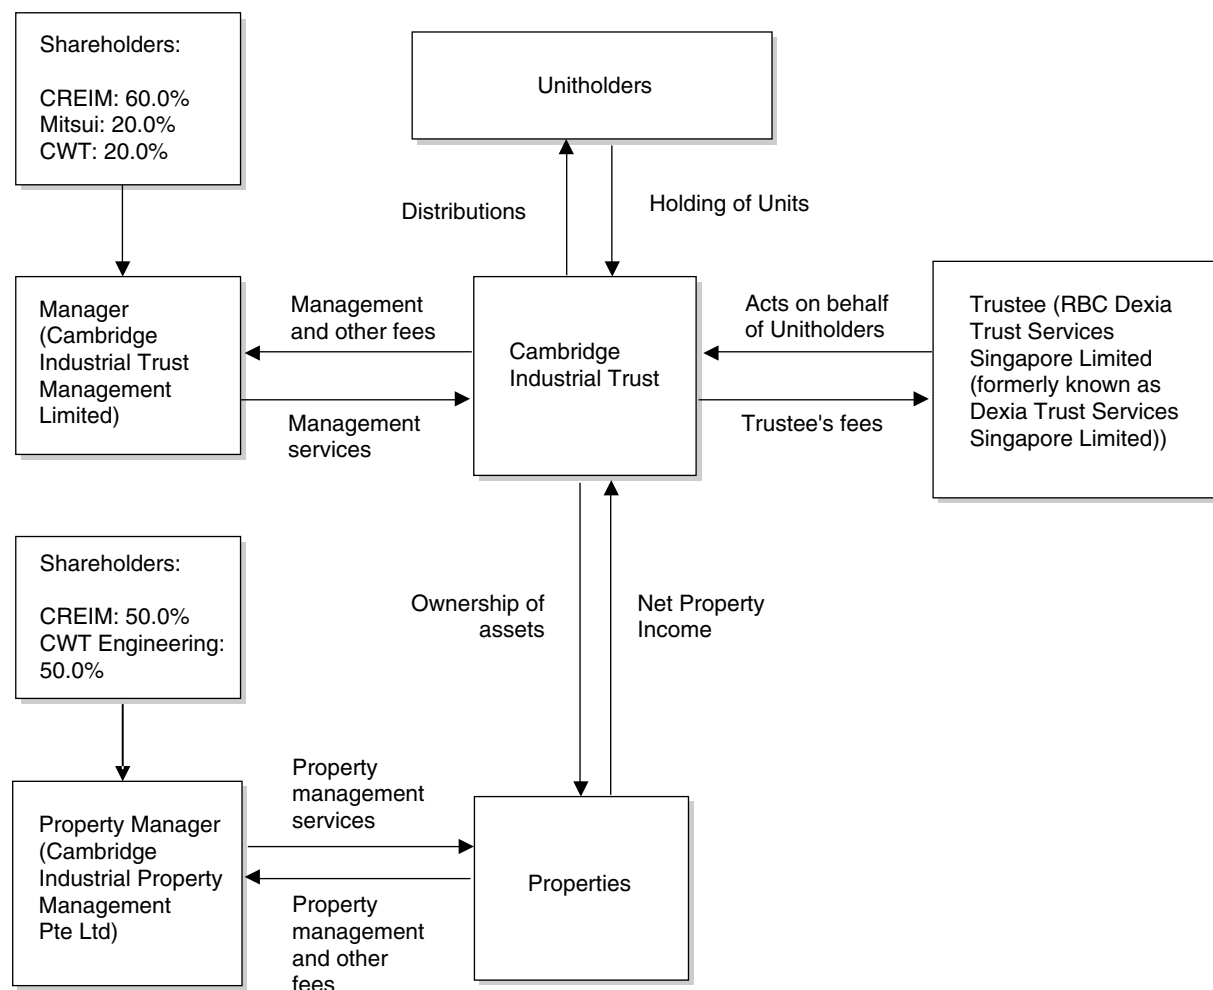 Shareholders:
CREIM: 60.0%
Mitsui: 20.0%
CWT: 20.0%
Unitholders
Distributions
Holding of Units
Manager
(Cambridge
Industrial Trust
Management
Limited)
Management
and other fees
Management
services
Cambridge
Industrial Trust
Acts on behalf
of Unitholders
Trustee's fees
Trustee (RBC Dexia
Trust Services
Singapore Limited
(formerly known as
Dexia Trust Services
Singapore Limited))
Shareholders:
CREIM: 50.0%
CWT Engineering:
50.0%
Ownership of
assets
Net Property
Income
Property Manager
(Cambridge
Industrial Property
Management
Pte Ltd)
Property
management
services
Property
management
and other
fees
Properties